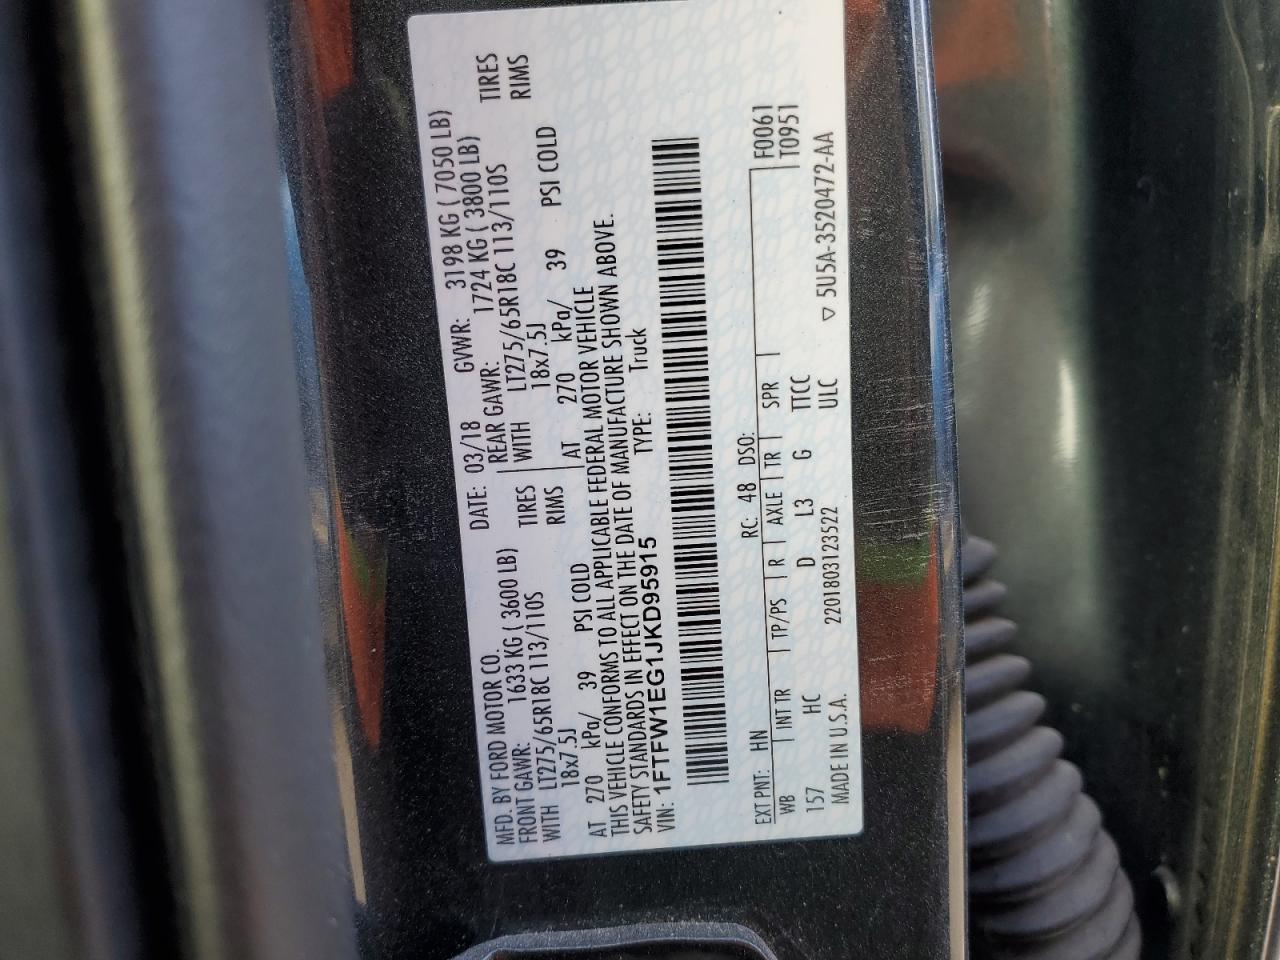 MFD. BY FORD MOTOR CO. DATE: 03/18 GVWR: 3198 KG ( 7050 LB)
FRONT GAWR: 1633 KG ( 3600 LB) REAR GAWR: 1724 KG ( 3800 LB)
WITH LT275/65R18C 113/110S TIRES WITH LT275/65R18C 113/110S TIRES
18x7.5J RIMS 18x7.5J RIMS
AT 270 kPa/ 39 PSI COLD AT 270 kPa/ 39 PSI COLD
THIS VEHICLE CONFORMS TO ALL APPLICABLE FEDERAL MOTOR VEHICLE
SAFETY STANDARDS IN EFFECT ON THE DATE OF MANUFACTURE SHOWN ABOVE.
VIN: 1FTFW1EG1JKD95915 TYPE: Truck
EXT PNT: HN RC: 48 DSO: F0061
WB INT TR TP/PS R AXLE TR SPR T0951
157 HC D L3 G TTCC
MADE IN U.S.A. 2201803123522 ULC ▽ 5U5A-3520472-AA